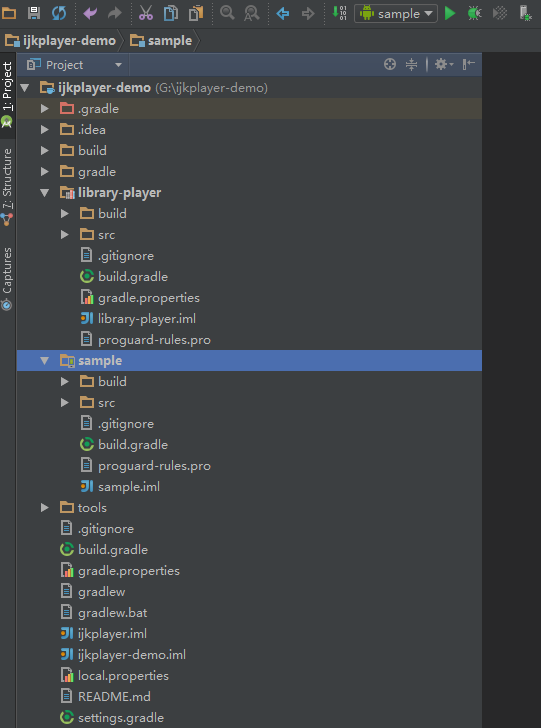 sample
ijkplayer-demo sample
Project
ijkplayer-demo (G:\ijkplayer-demo)
.gradle
.idea
build
gradle
library-player
build
src
.gitignore
build.gradle
gradle.properties
library-player.iml
proguard-rules.pro
sample
build
src
.gitignore
build.gradle
proguard-rules.pro
sample.iml
tools
.gitignore
build.gradle
gradle.properties
gradlew
gradlew.bat
ijkplayer.iml
ijkplayer-demo.iml
local.properties
README.md
settings.gradle
1: Project
7: Structure
Captures